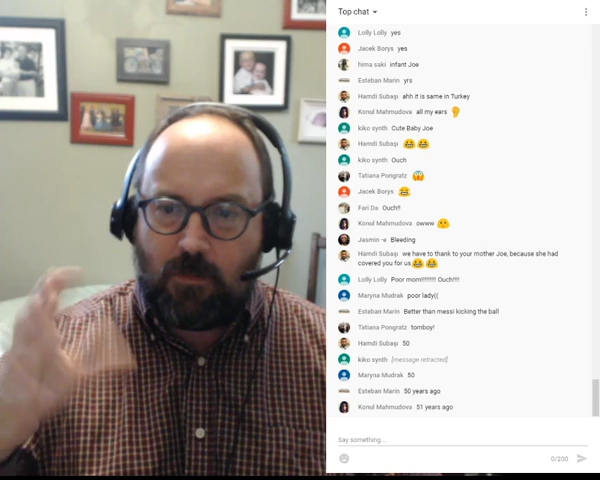 Top chat
Lolly Lolly yes
Jacek Borys yes
hima saki infant Joe
Esteban Marin yrs
Hamdi Subaşı ahh it is same in Turkey
Konul Mahmudova all my ears 👂
kiko synth Cute Baby Joe
Hamdi Subaşı 😂😂
kiko synth Ouch
Tatiana Pongratz 😱
Jacek Borys 😂
Fari Da Ouch!!
Konul Mahmudova owww 😶
Jasmin -e Bleeding
Hamdi Subaşı we have to thank to your mother Joe, because she had
covered you for us😂😂
Lolly Lolly Poor mom!!!!!!!!! Ouch!!!!
Maryna Mudrak poor lady((
Esteban Marin Better than messi kicking the ball
Tatiana Pongratz tomboy!
Hamdi Subaşı 50
kiko synth [message retracted]
Maryna Mudrak 50
Esteban Marin 50 years ago
Konul Mahmudova 51 years ago
Say something...
0/200